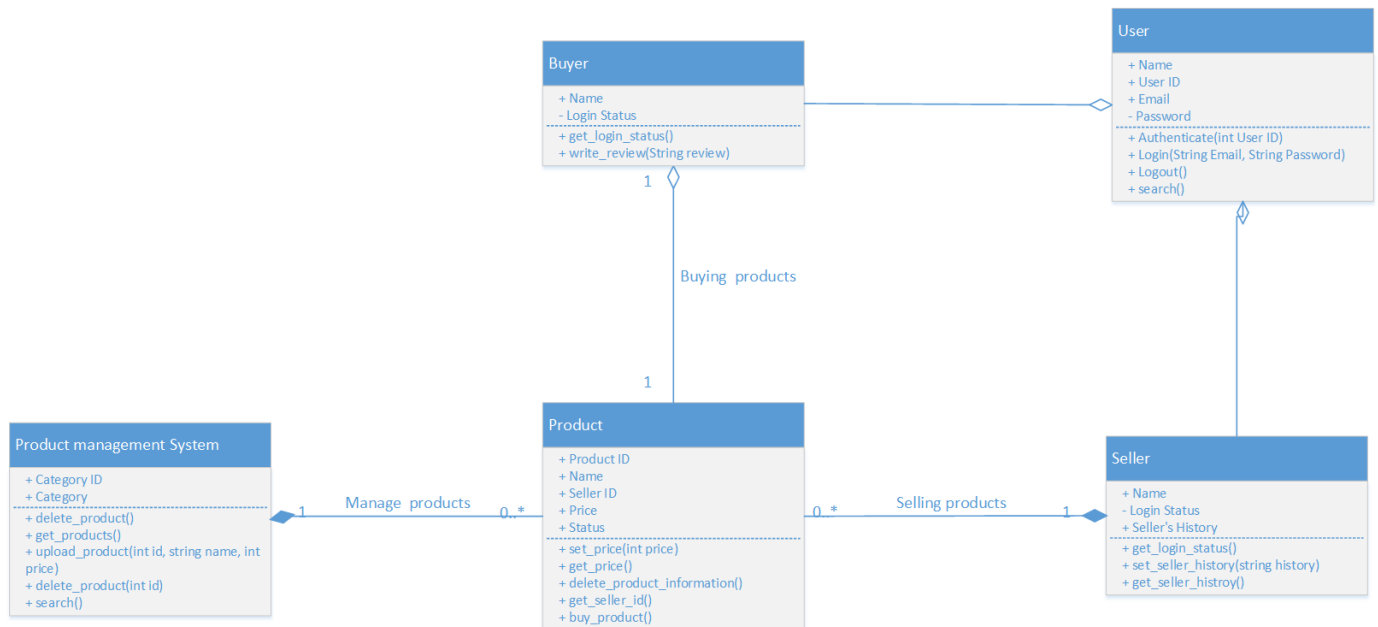 User
+ Name
+ User ID
+ Email
- Password
+ Authenticate(int User ID)
+ Login(String Email, String Password)
+ Logout()
+ search()
Buyer
+ Name
- Login Status
+ get_login_status()
+ write_review(String review)
1
Buying products
1
Product management System
+ Category ID
+ Category
+ delete_product()
+ get_products()
+ upload_product(int id, string name, int
price)
+ delete_product(int id)
+ search()
1
Manage products
0..*
Product
+ Product ID
+ Name
+ Seller ID
+ Price
+ Status
+ set_price(int price)
+ get_price()
+ delete_product_information()
+ get_seller_id()
+ buy_product()
0..*
Selling products
1
Seller
+ Name
- Login Status
+ Seller's History
+ get_login_status()
+ set_seller_history(string history)
+ get_seller_histroy()